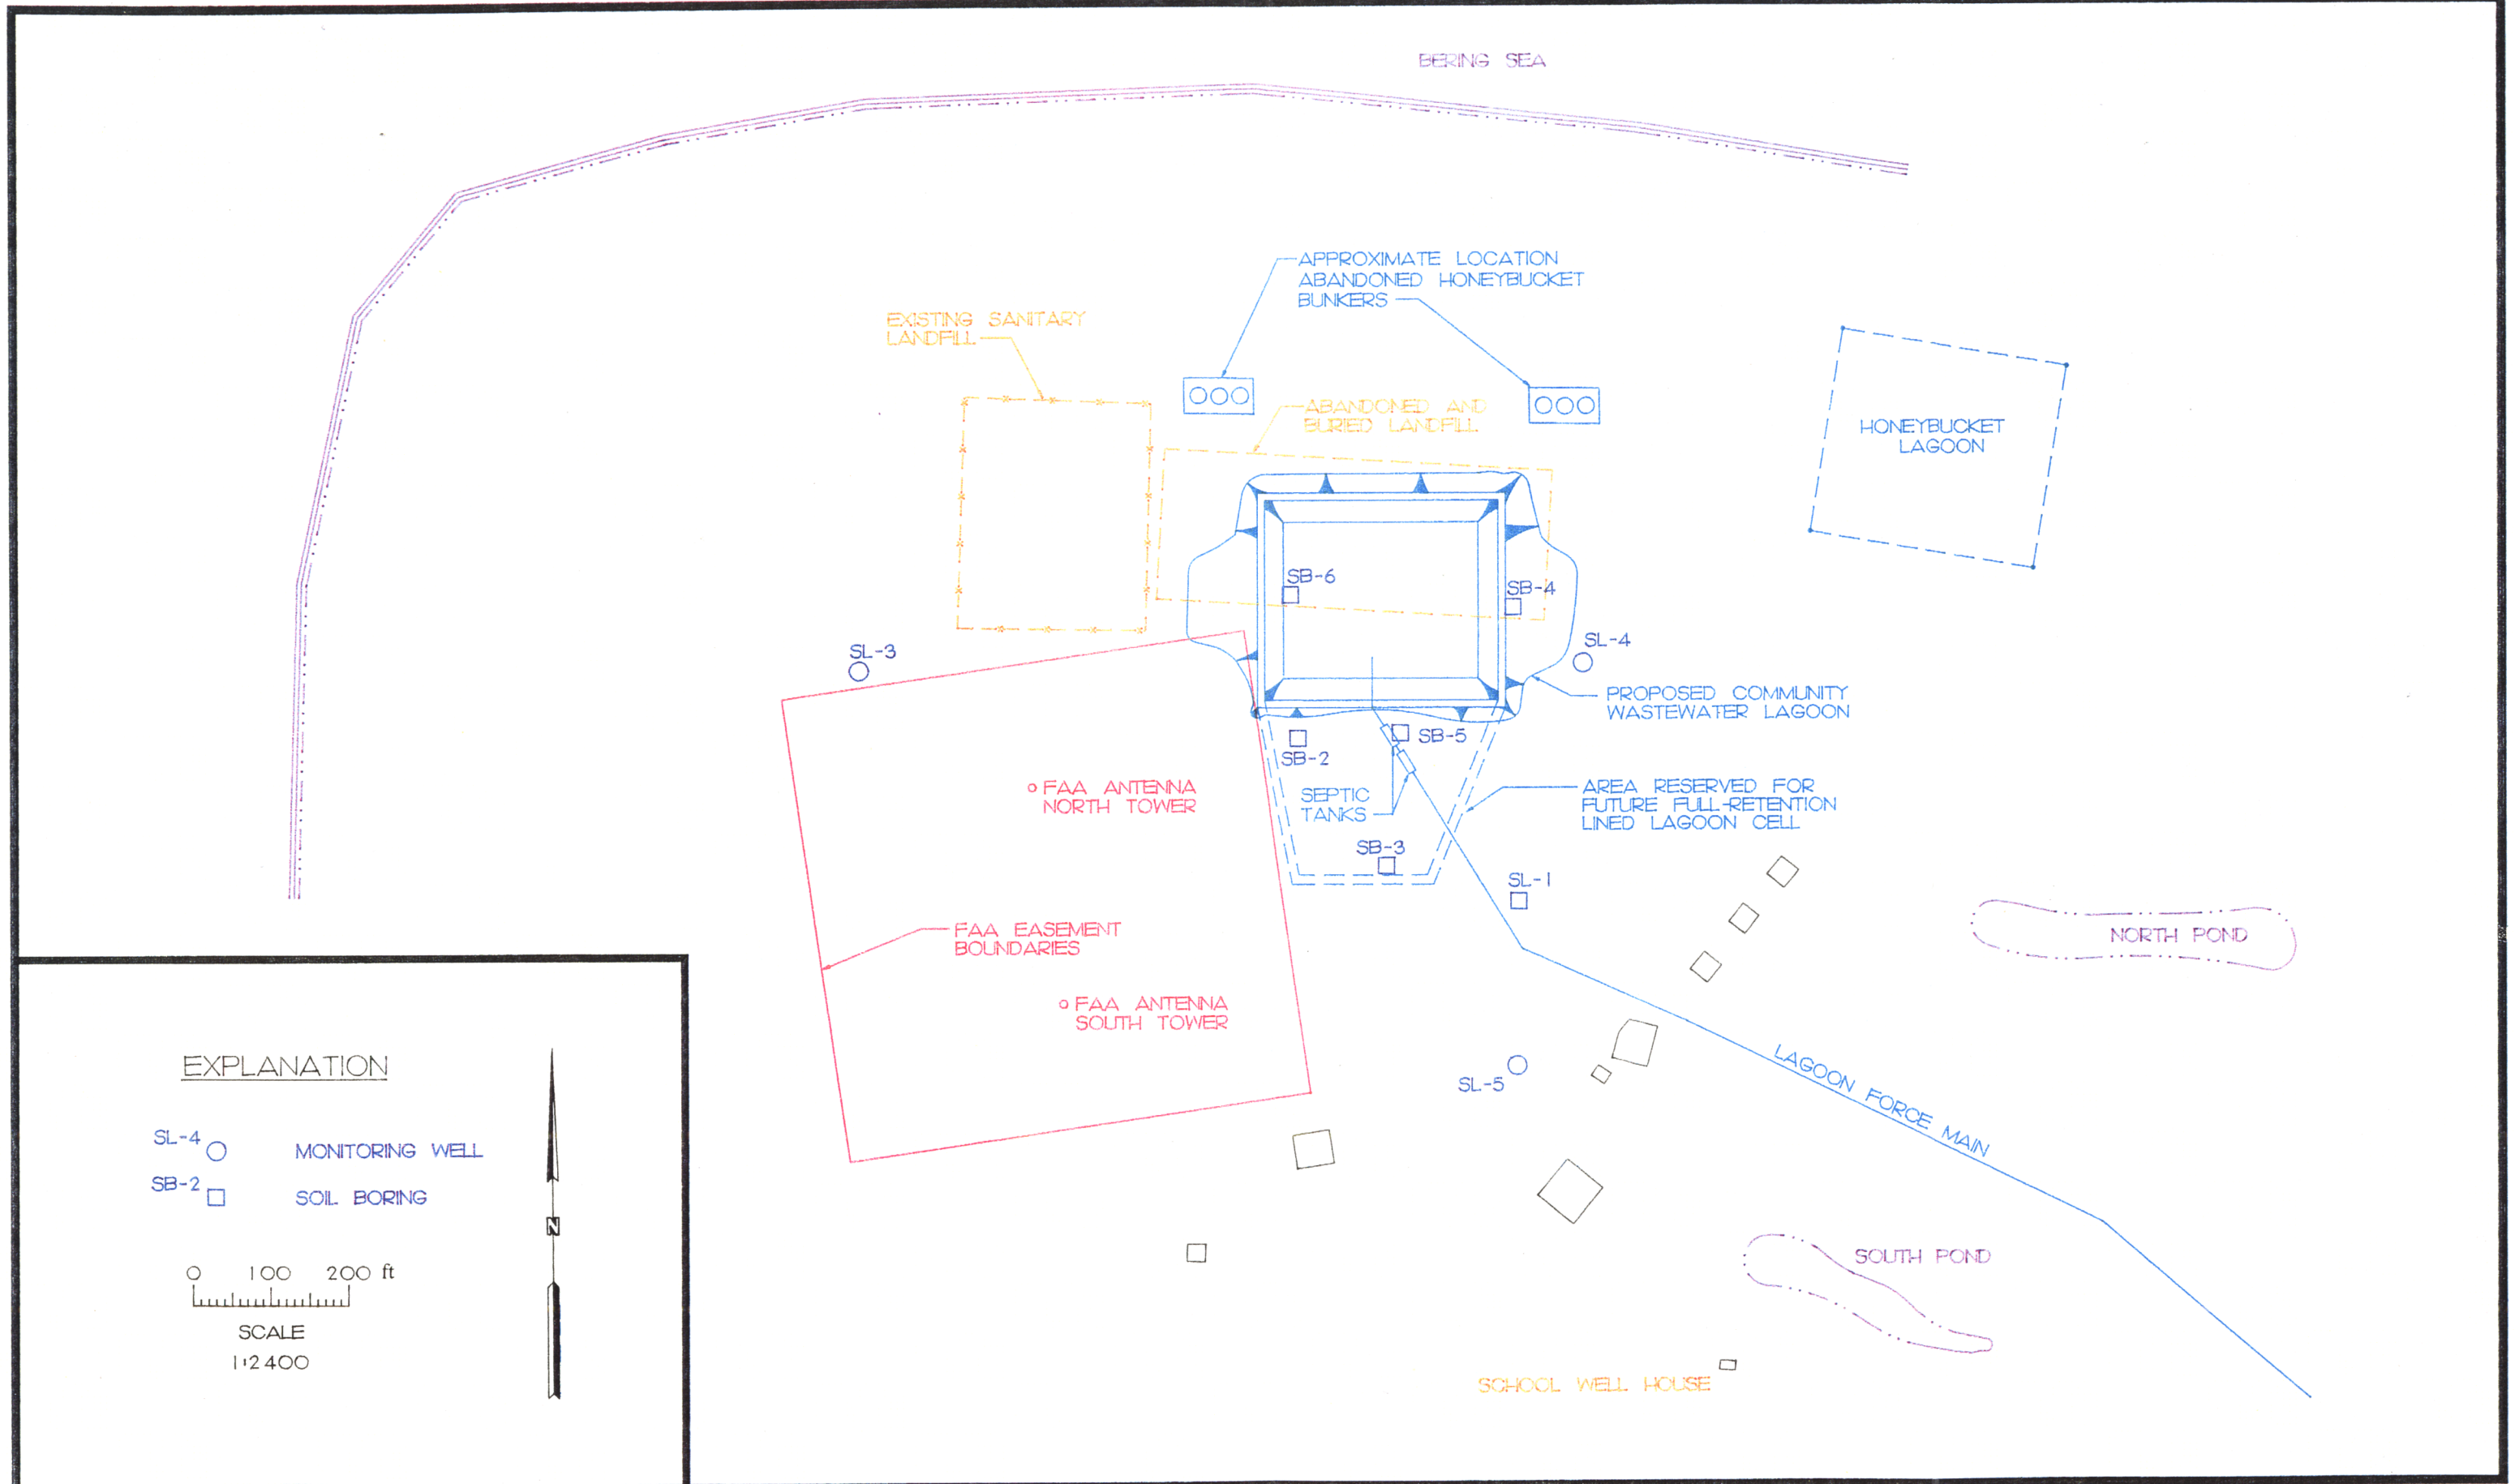 BERING SEA
APPROXIMATE LOCATION
ABANDONED HONEYBUCKET
BUNKERS
EXISTING SANITARY
LANDFILL
ABANDONED AND
BURIED LANDFILL
HONEYBUCKET
LAGOON
SB-6
SB-4
SL-4
SL-3
PROPOSED COMMUNITY
WASTEWATER LAGOON
SB-5
SB-2
FAA ANTENNA
NORTH TOWER
SEPTIC
TANKS
AREA RESERVED FOR
FUTURE FULL-RETENTION
LINED LAGOON CELL
SB-3
SL-1
FAA EASEMENT
BOUNDARIES
NORTH POND
FAA ANTENNA
SOUTH TOWER
SL-5
LAGOON FORCE MAIN
SOUTH POND
SCHOOL WELL HOUSE
EXPLANATION
SL-4
MONITORING WELL
SB-2
SOIL BORING
N
0 100 200 ft
SCALE
1:2400